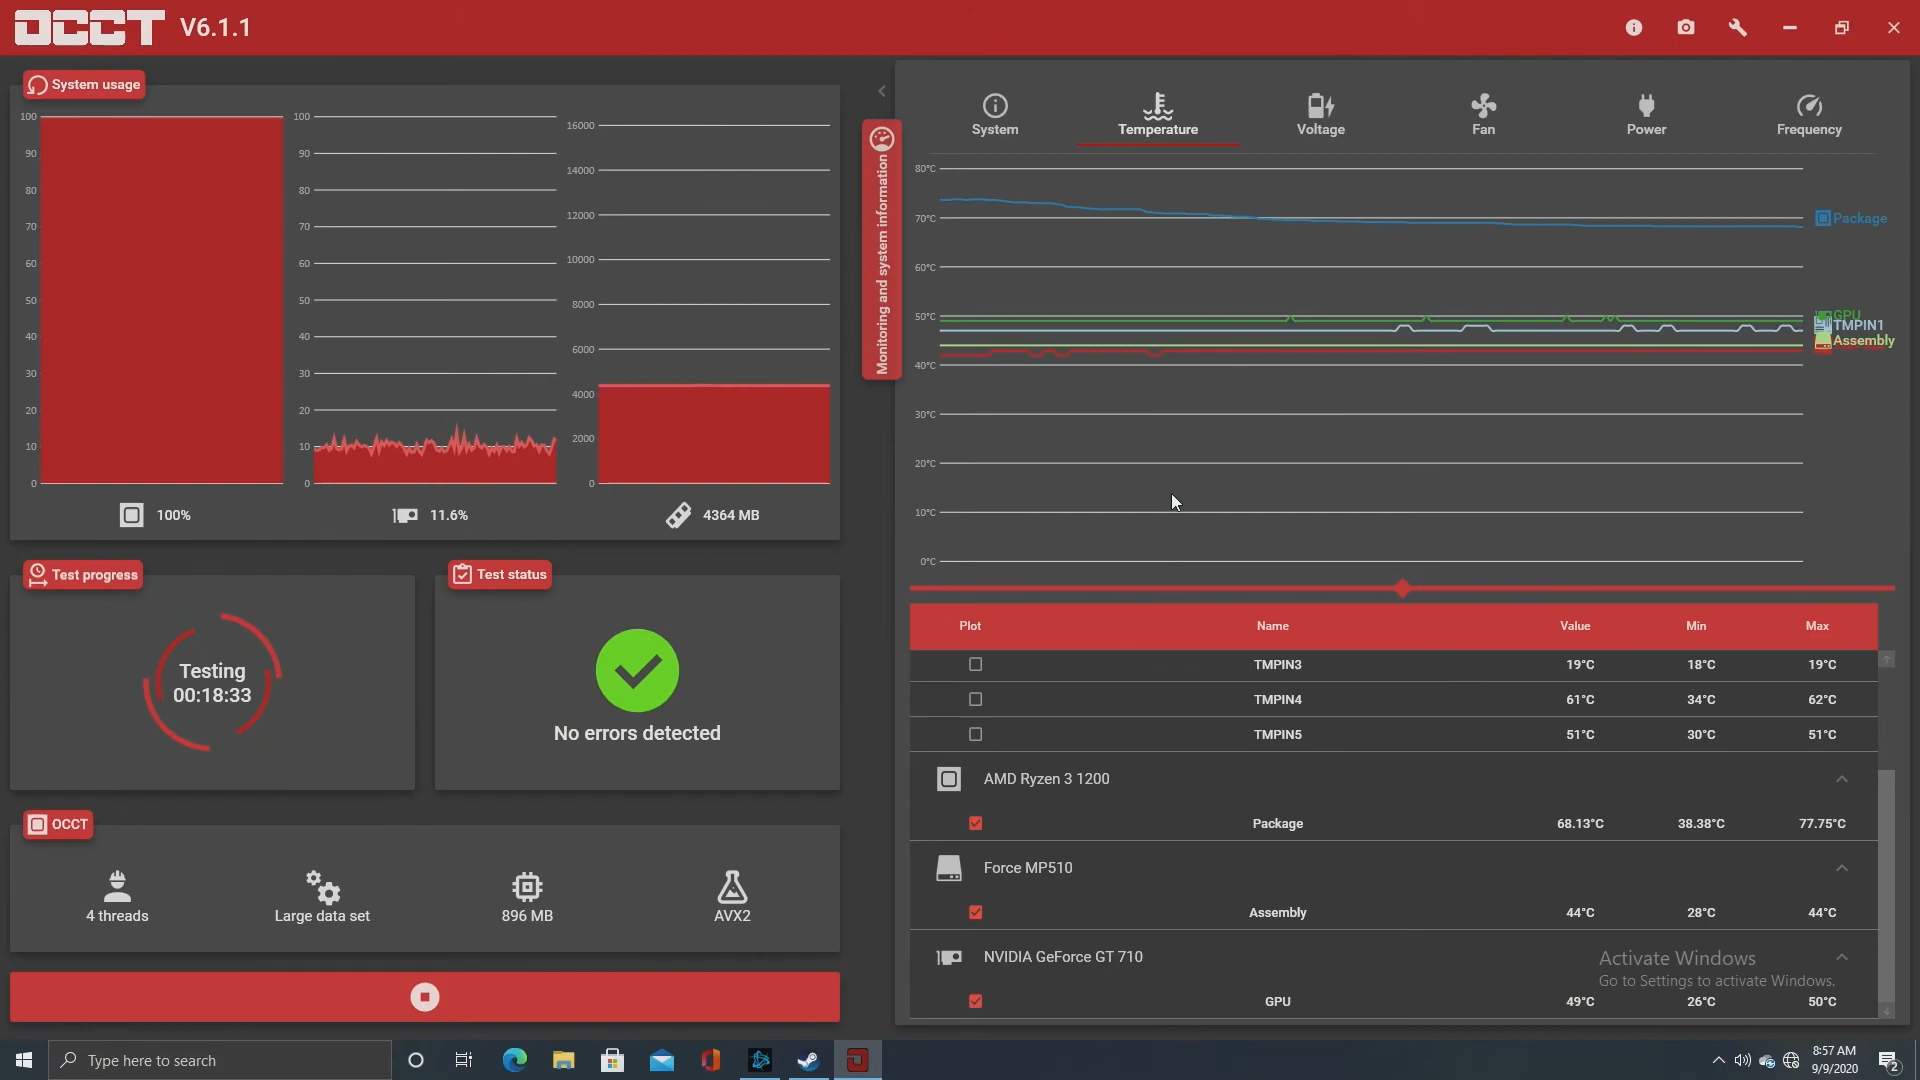 OCCT V6.1.1
System usage
100
90
80
70
60
50
40
30
20
10
0
100%
100
90
80
70
60
50
40
30
20
10
0
11.6%
16000
14000
12000
10000
8000
6000
4000
2000
0
4364 MB
Test progress
Testing
00:18:33
Test status
No errors detected
OCCT
4 threads
Large data set
896 MB
AVX2
Monitoring and system information
System
Temperature
Voltage
Fan
Power
Frequency
80°C
70°C
60°C
50°C
40°C
30°C
20°C
10°C
0°C
Package
GPU
TMPIN1
Assembly
Plot Name Value Min Max
TMPIN3 19°C 18°C 19°C
TMPIN4 61°C 34°C 62°C
TMPIN5 51°C 30°C 51°C
AMD Ryzen 3 1200
Package 68.13°C 38.38°C 77.75°C
Force MP510
Assembly 44°C 28°C 44°C
NVIDIA GeForce GT 710
GPU 49°C 26°C 50°C
Activate Windows
Go to Settings to activate Windows.
Type here to search
8:57 AM
9/9/2020
2